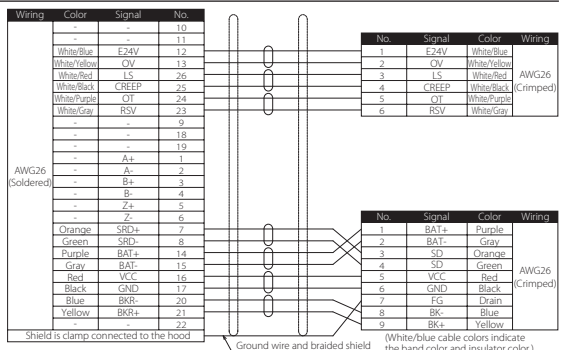 Wiring Color Signal No.
- - 10
- - 11
White/Blue E24V 12
White/Yellow OV 13
White/Red LS 26
White/Black CREEP 25
White/Purple OT 24
White/Gray RSV 23
- - 9
- - 18
- - 19
- A+ 1
AWG26 - A- 2
(Soldered) - B+ 3
- B- 4
- Z+ 5
- Z- 6
Orange SRD+ 7
Green SRD- 8
Purple BAT+ 14
Gray BAT- 15
Red VCC 16
Black GND 17
Blue BKR- 20
Yellow BKR+ 21
- - 22
Shield is clamp connected to the hood
No. Signal Color Wiring
1 E24V White/Blue
2 OV White/Yellow
3 LS White/Red AWG26
4 CREEP White/Black (Crimped)
5 OT White/Purple
6 RSV White/Gray
No. Signal Color Wiring
1 BAT+ Purple
2 BAT- Gray
3 SD Orange
4 SD Green AWG26
5 VCC Red (Crimped)
6 GND Black
7 FG Drain
8 BK- Blue
9 BK+ Yellow
Ground wire and braided shield
(White/blue cable colors indicate
the band color and insulator color.)